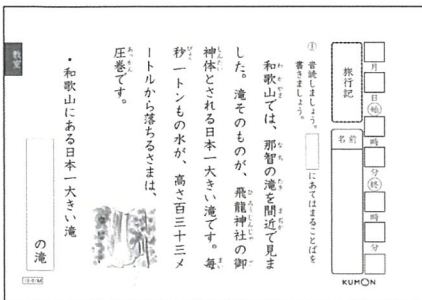 旅行記
月
日
始
時
分
終
時
分
名前
KUMON
① 音読しましょう。 にあてはまることばを
書きましょう。
和歌山では、那智の滝を間近で見ま
した。滝そのものが、飛龍神社の御
神体とされる日本一大きい滝です。毎
秒一トンもの水が、高さ百三十三メ
ートルから落ちるさまは、
圧巻です。
・和歌山にある日本一大きい滝
の滝
教室